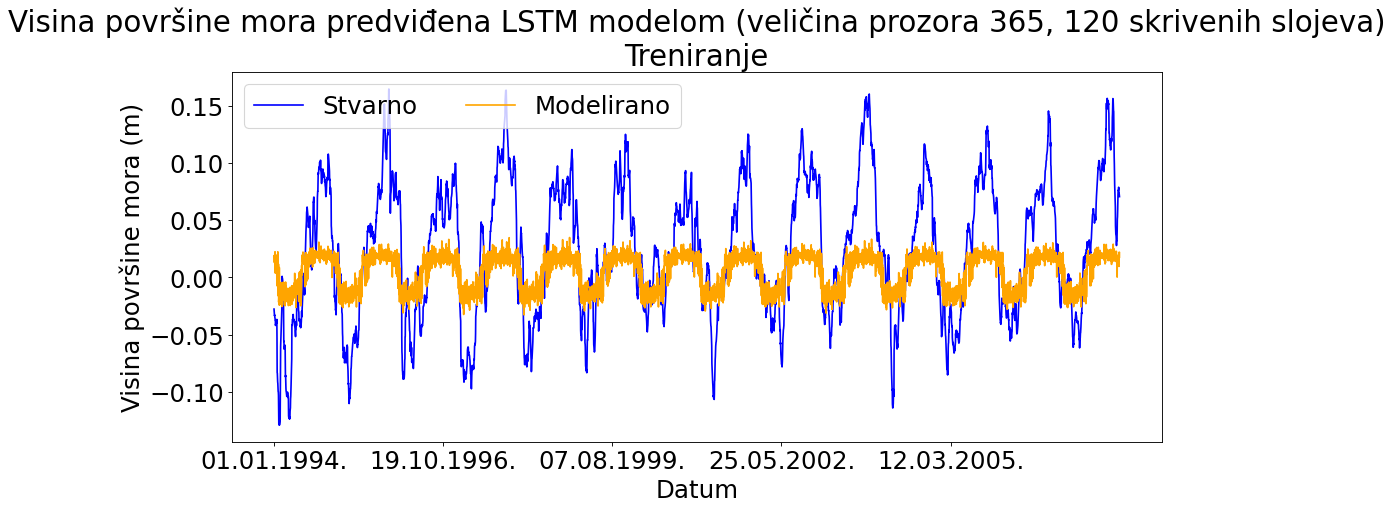 Visina površine mora predviđena LSTM modelom (veličina prozora 365, 120 skrivenih slojeva)
Treniranje
Stvarno Modelirano
Visina površine mora (m)
0.15
0.10
0.05
0.00
−0.05
−0.10
01.01.1994. 19.10.1996. 07.08.1999. 25.05.2002. 12.03.2005.
Datum